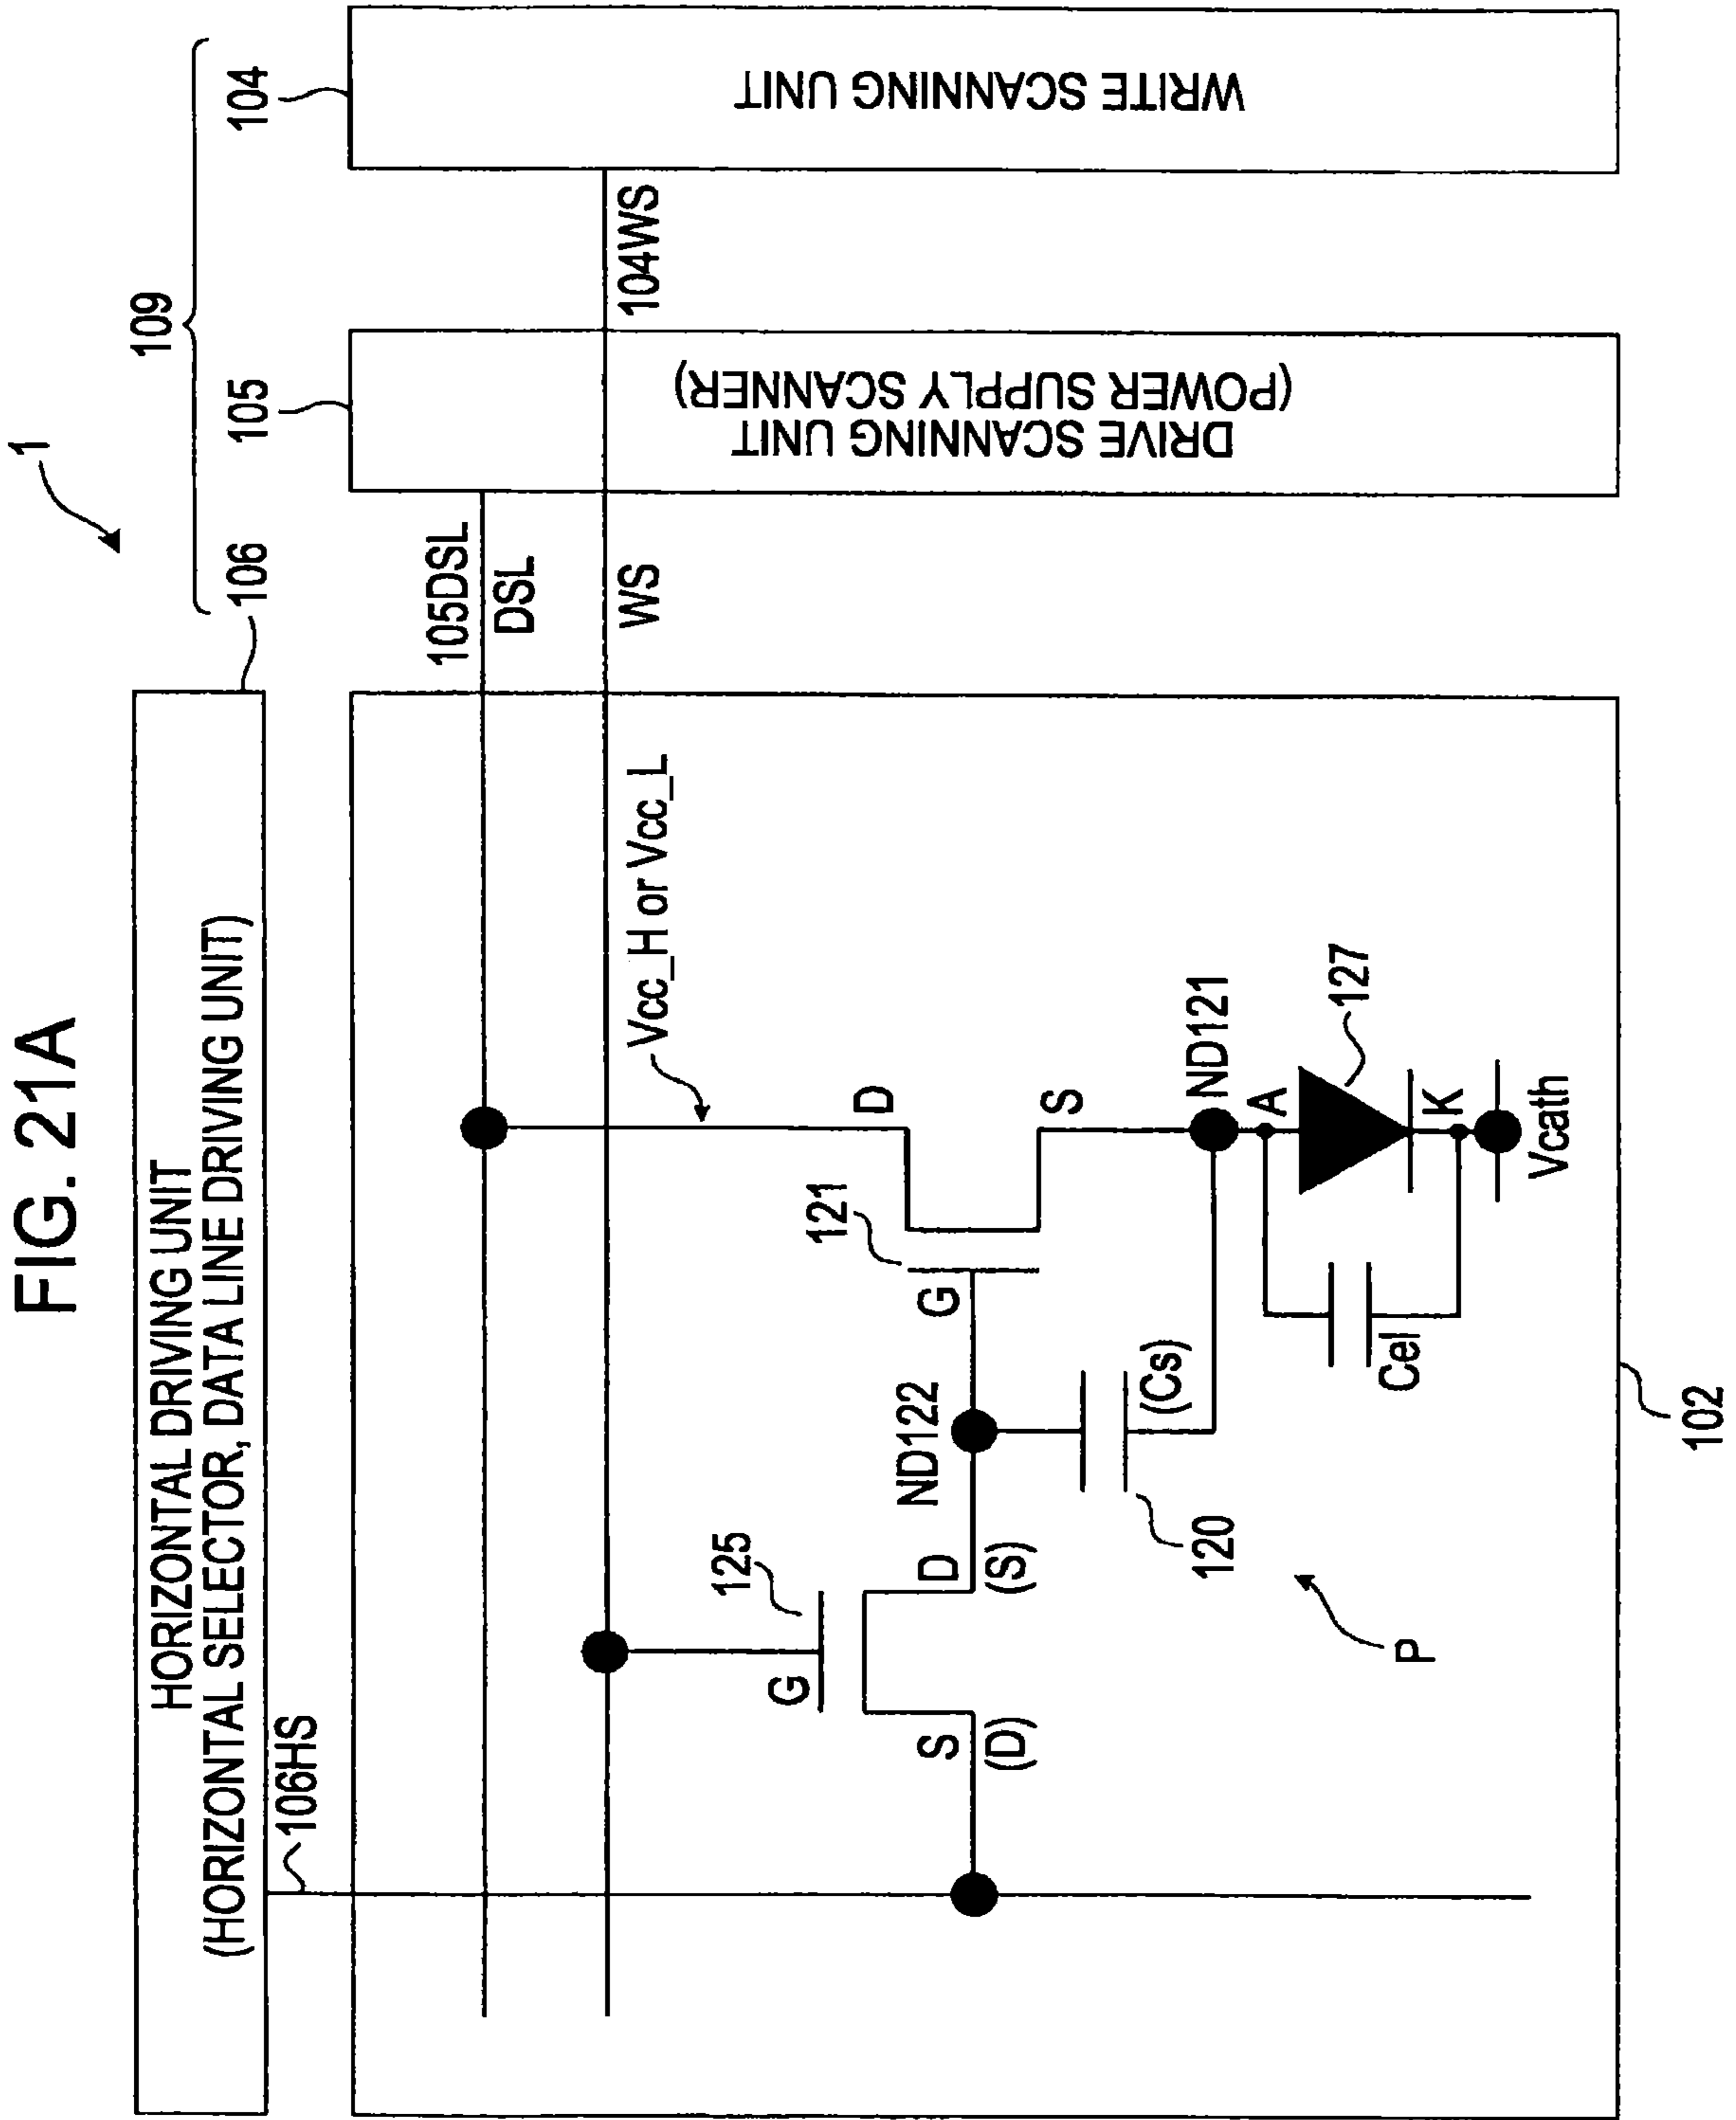 FIG. 21A
1
109
106
105
104
HORIZONTAL DRIVING UNIT
(HORIZONTAL SELECTOR, DATA LINE DRIVING UNIT)
106HS
105DSL
DSL
WS
104WS
DRIVE SCANNING UNIT
(POWER SUPPLY SCANNER)
WRITE SCANNING UNIT
Vcc_H or Vcc_L
125
G
S
(D)
D
(S)
ND122
121
G
D
S
120
(Cs)
ND121
A
127
K
Cel
Vcath
P
102